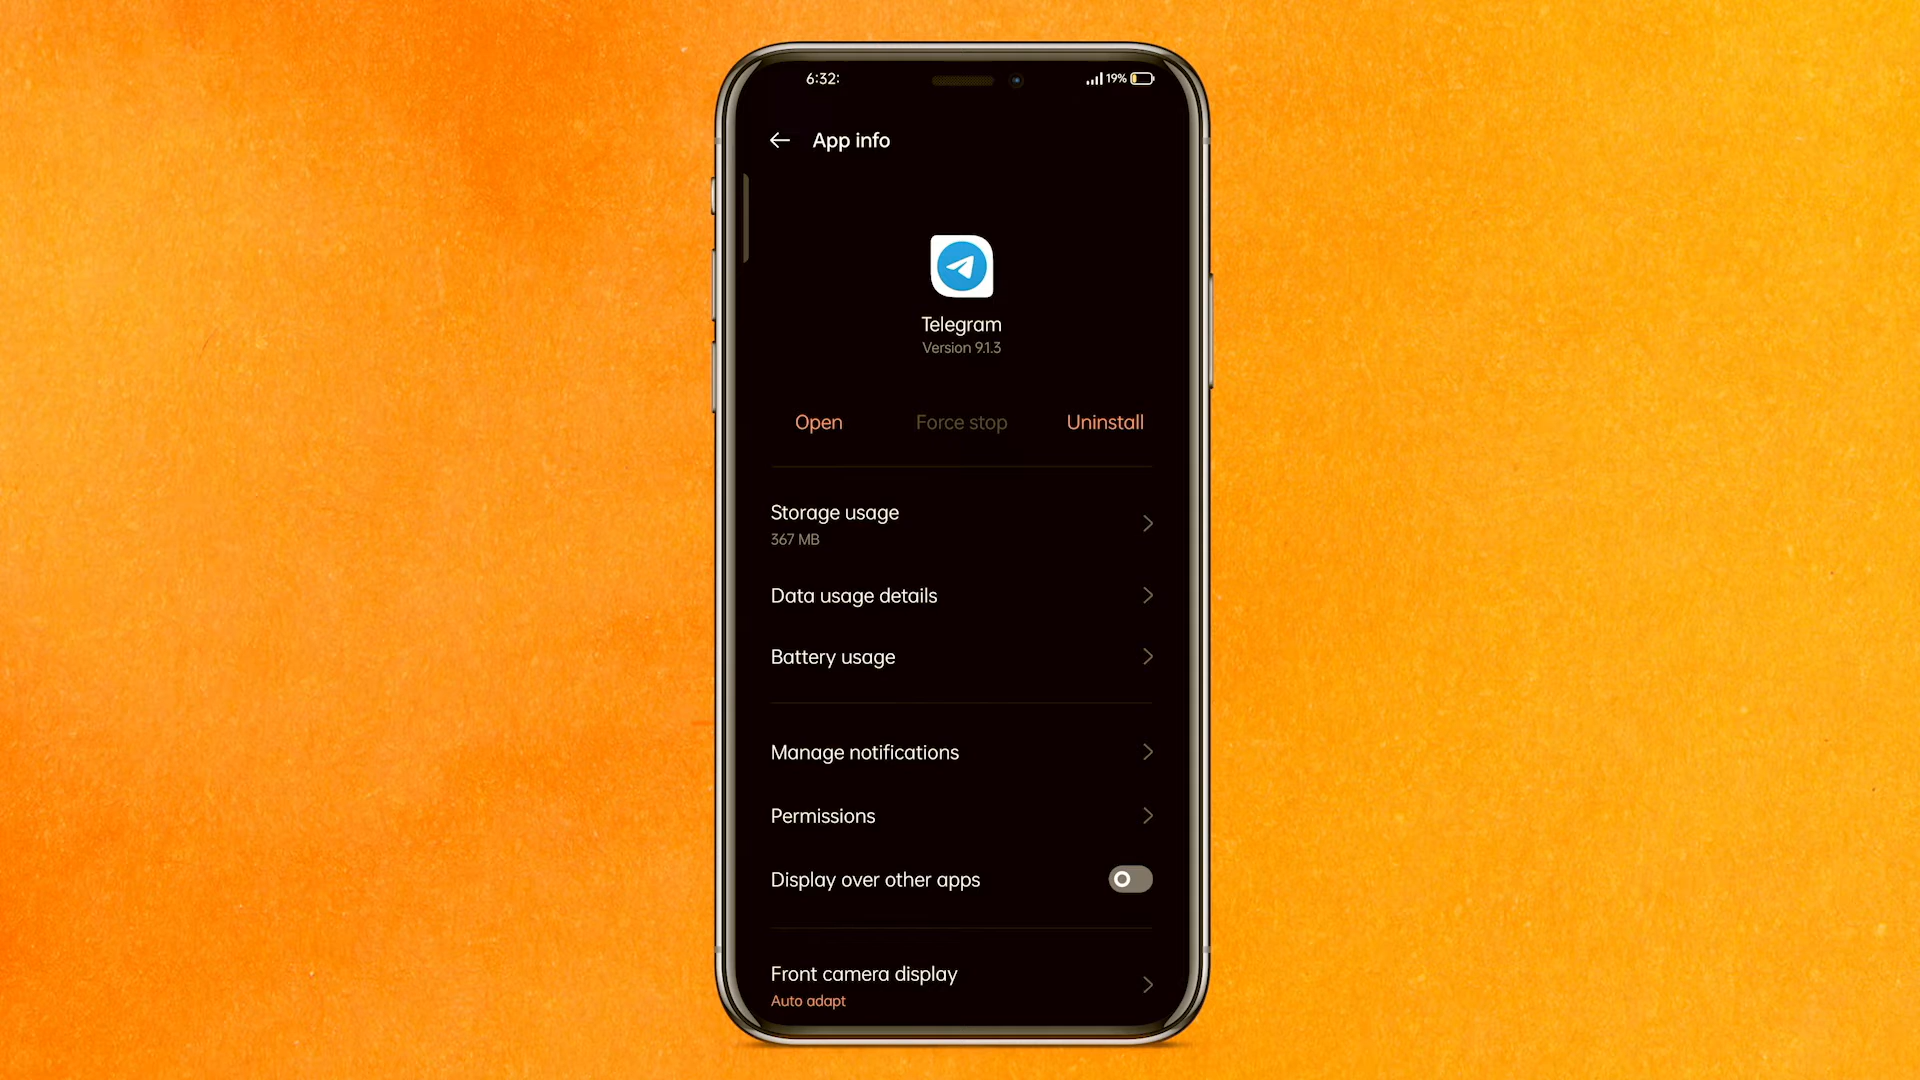 6:32:
19%
App info
Telegram
Version 9.1.3
Open
Force stop
Uninstall
Storage usage
367 MB
Data usage details
Battery usage
Manage notifications
Permissions
Display over other apps
Front camera display
Auto adapt